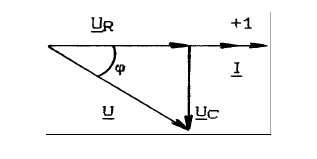 U_R +1
φ I
U U_C